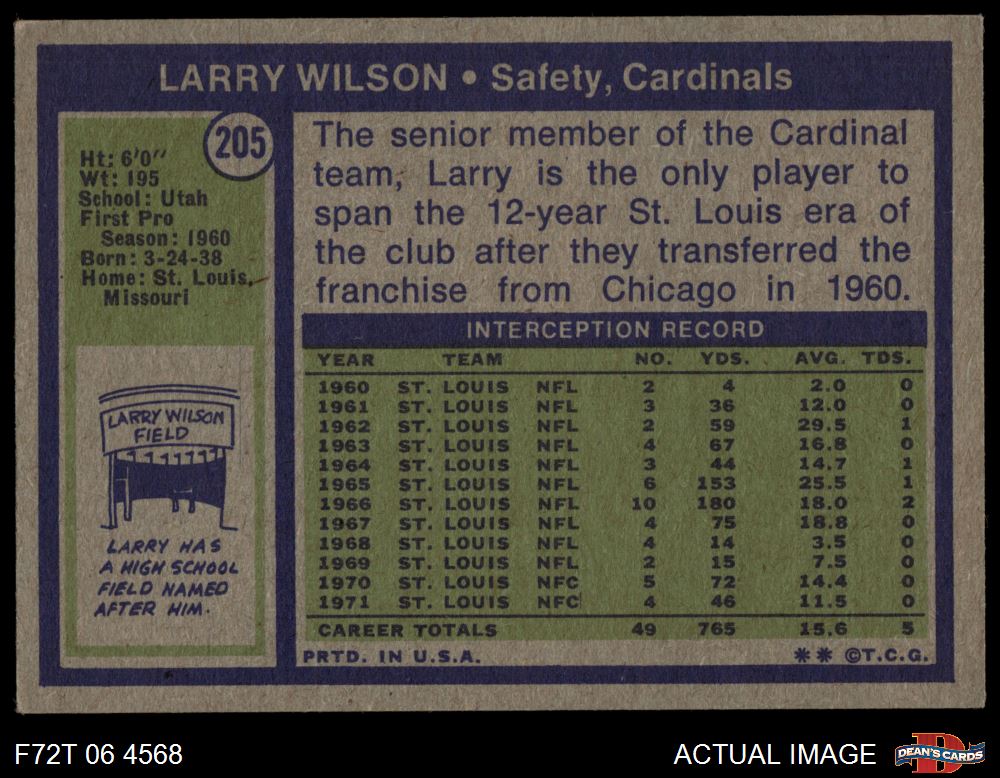 LARRY WILSON • Safety, Cardinals
205
Ht: 6'0"
Wt: 195
School: Utah
First Pro
Season: 1960
Born: 3-24-38
Home: St. Louis,
Missouri
LARRY WILSON
FIELD
LARRY HAS
A HIGH SCHOOL
FIELD NAMED
AFTER HIM.
The senior member of the Cardinal
team, Larry is the only player to
span the 12-year St. Louis era of
the club after they transferred the
franchise from Chicago in 1960.
INTERCEPTION RECORD
YEAR TEAM NO. YDS. AVG. TDS.
1960 ST. LOUIS NFL 2 4 2.0 0
1961 ST. LOUIS NFL 3 36 12.0 0
1962 ST. LOUIS NFL 2 59 29.5 1
1963 ST. LOUIS NFL 4 67 16.8 0
1964 ST. LOUIS NFL 3 44 14.7 1
1965 ST. LOUIS NFL 6 153 25.5 1
1966 ST. LOUIS NFL 10 180 18.0 2
1967 ST. LOUIS NFL 4 75 18.8 0
1968 ST. LOUIS NFL 4 14 3.5 0
1969 ST. LOUIS NFL 2 15 7.5 0
1970 ST. LOUIS NFC 5 72 14.4 0
1971 ST. LOUIS NFC 4 46 11.5 0
CAREER TOTALS 49 765 15.6 5
PRTD. IN U.S.A. ** ©T.C.G.
F72T 06 4568
ACTUAL IMAGE
D
DEAN'S CARDS